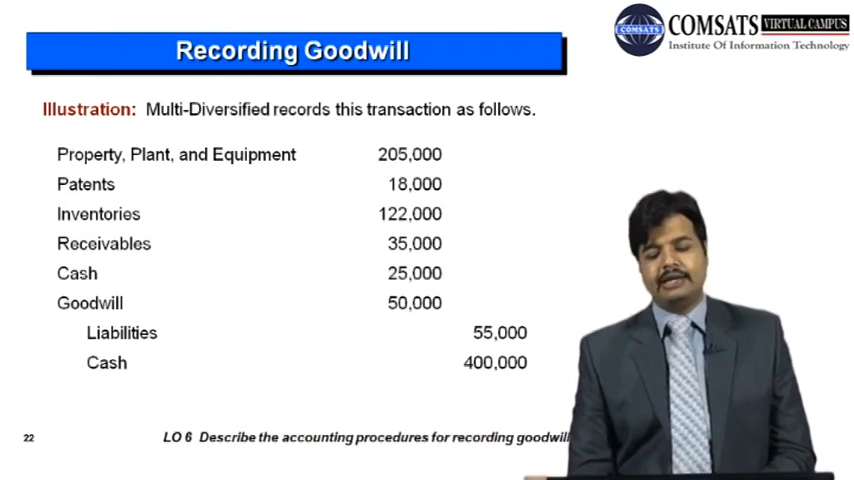 COMSATS VIRTUAL CAMPUS
COMSATS
Institute Of Information Technology
Recording Goodwill
Illustration: Multi-Diversified records this transaction as follows.
Property, Plant, and Equipment 205,000
Patents 18,000
Inventories 122,000
Receivables 35,000
Cash 25,000
Goodwill 50,000
Liabilities 55,000
Cash 400,000
22
LO 6 Describe the accounting procedures for recording goodwill